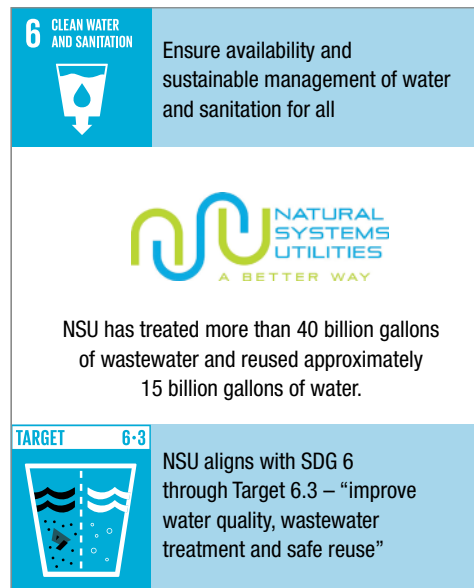 6 CLEAN WATER
AND SANITATION
Ensure availability and
sustainable management of water
and sanitation for all
NATURAL
SYSTEMS
UTILITIES
A BETTER WAY
NSU has treated more than 40 billion gallons
of wastewater and reused approximately
15 billion gallons of water.
TARGET 6·3
NSU aligns with SDG 6
through Target 6.3 – “improve
water quality, wastewater
treatment and safe reuse”